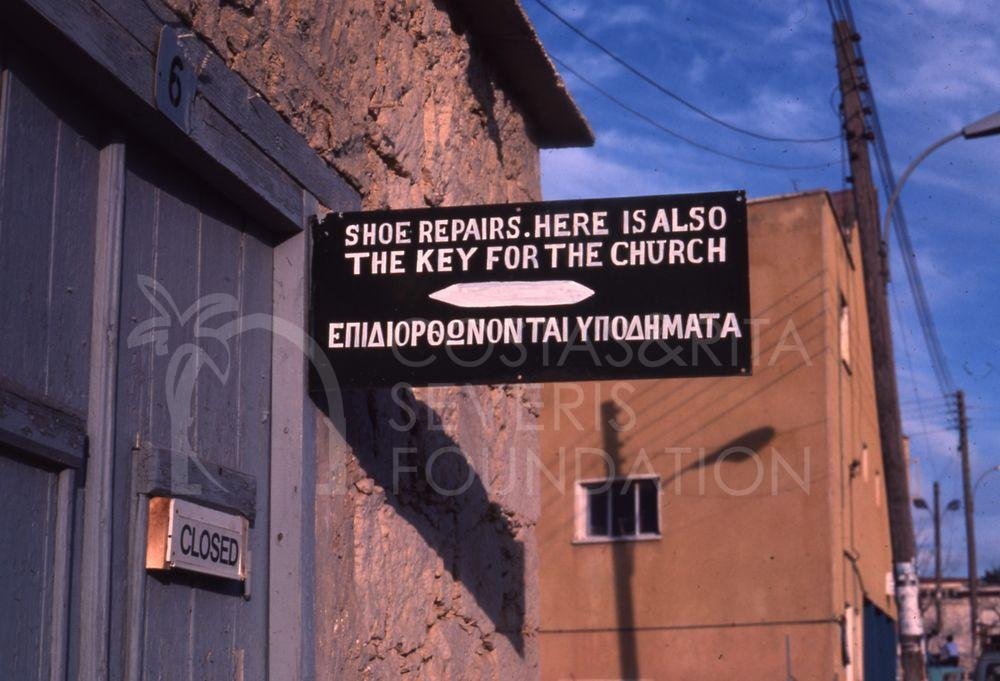 6
SHOE REPAIRS. HERE IS ALSO
THE KEY FOR THE CHURCH
ΕΠΙΔΙΟΡΘΩΝΟΝΤΑΙ ΥΠΟΔΗΜΑΤΑ
CLOSED
COSTAS&RITA
SEVERIS
FOUNDATION